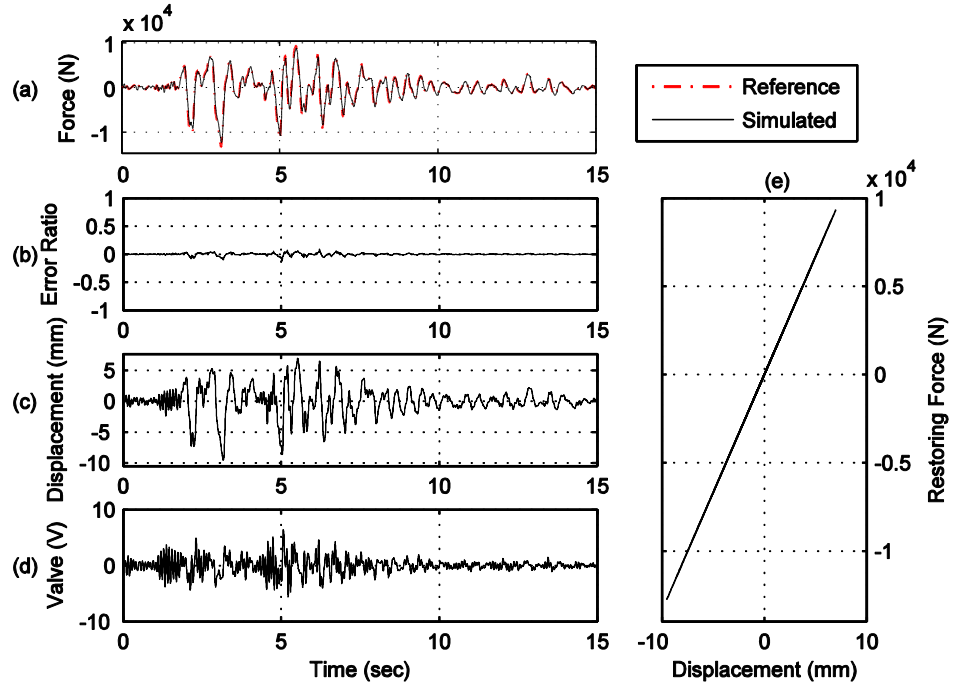 x 10^4
(a)
Force (N)
1
0
-1
0 5 10 15
Reference
Simulated
(b)
Error Ratio
1
0.5
0
-0.5
-1
0 5 10 15
(c)
Displacement (mm)
5
0
-5
-10
0 5 10 15
(d)
Valve (V)
10
0
-10
0 5 10 15
Time (sec)
(e)
x 10^4
1
0.5
0
-0.5
-1
Restoring Force (N)
-10 0 10
Displacement (mm)